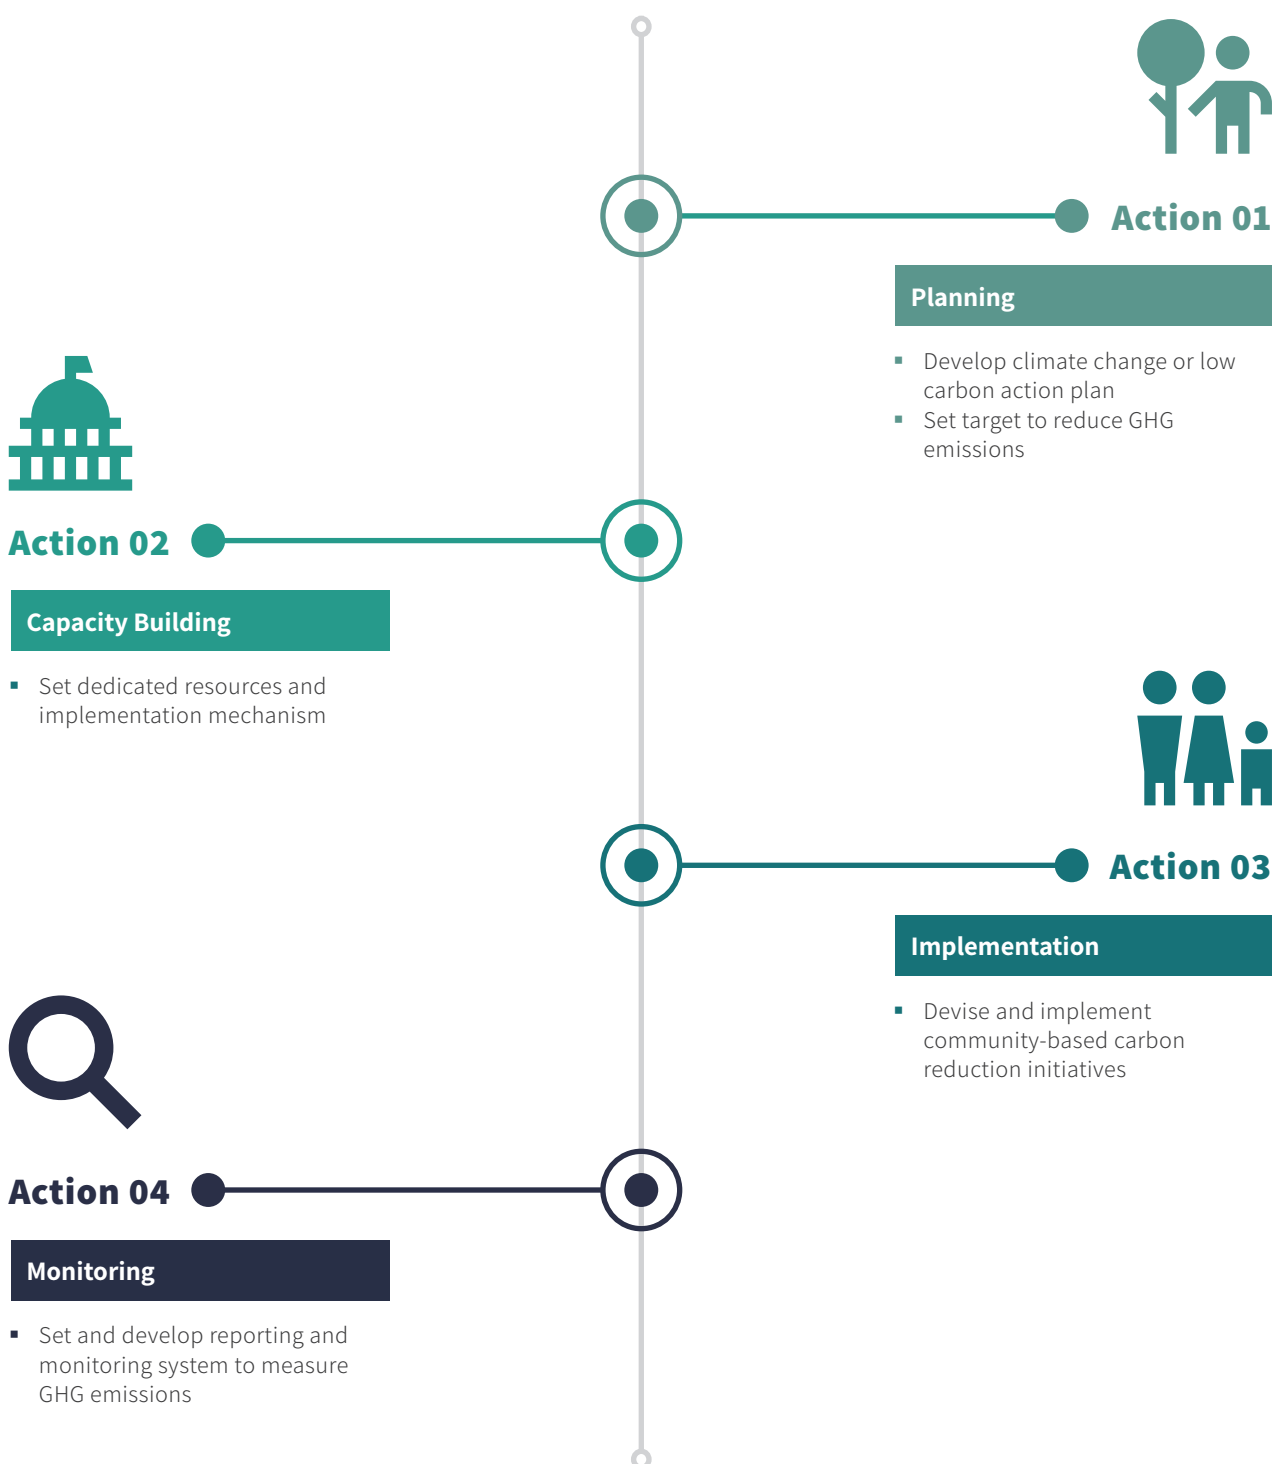 Action 01
Planning
▪ Develop climate change or low
carbon action plan
▪ Set target to reduce GHG
emissions
Action 02
Capacity Building
▪ Set dedicated resources and
implementation mechanism
Action 03
Implementation
▪ Devise and implement
community-based carbon
reduction initiatives
Action 04
Monitoring
▪ Set and develop reporting and
monitoring system to measure
GHG emissions